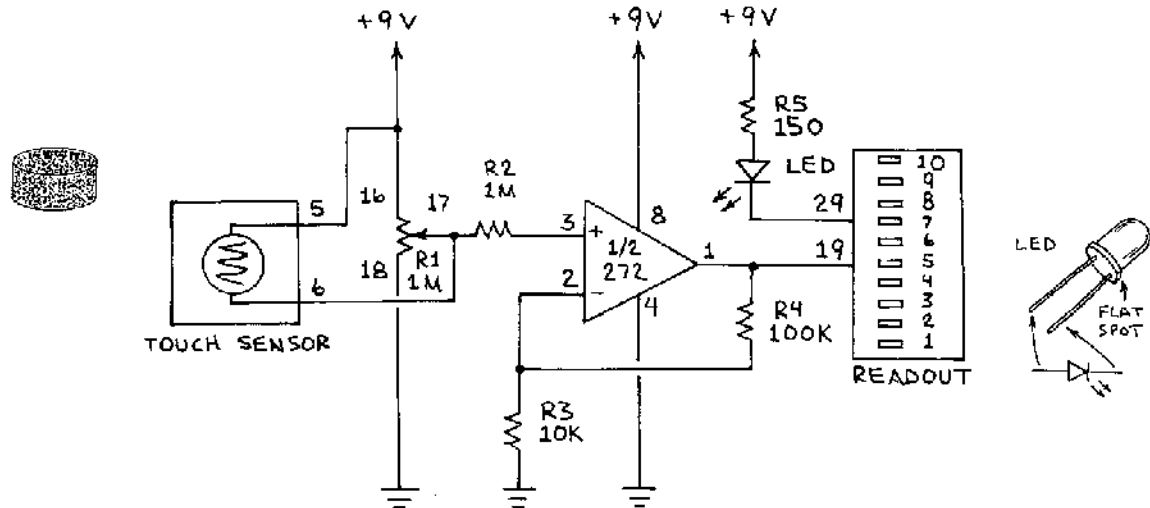 +9V
+9V
+9V
R5
150
LED
R2
1M
16
17
5
3
+
8
1/2
272
1
29
19
10
9
8
7
6
5
4
3
2
1
LED
FLAT
SPOT
18
R1
1M
6
2
-
4
R4
100K
TOUCH SENSOR
READOUT
R3
10K